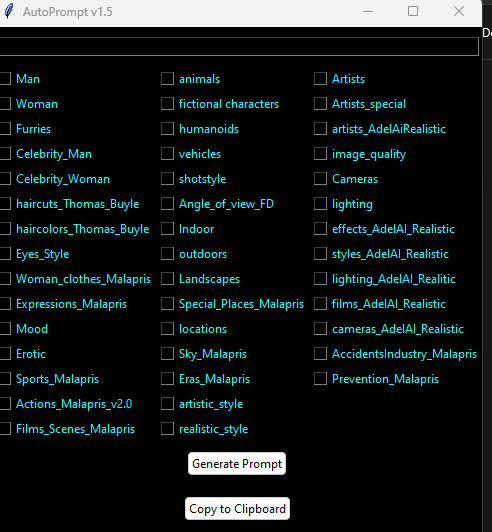 AutoPrompt v1.5
Man
Woman
Furries
Celebrity_Man
Celebrity_Woman
haircuts_Thomas_Buyle
haircolors_Thomas_Buyle
Eyes_Style
Woman_clothes_Malapris
Expressions_Malapris
Mood
Erotic
Sports_Malapris
Actions_Malapris_v2.0
Films_Scenes_Malapris
animals
fictional characters
humanoids
vehicles
shotstyle
Angle_of_view_FD
Indoor
outdoors
Landscapes
Special_Places_Malapris
locations
Sky_Malapris
Eras_Malapris
artistic_style
realistic_style
Artists
Artists_special
artists_AdelAiRealistic
image_quality
Cameras
lighting
effects_AdelAI_Realistic
styles_AdelAI_Realistic
lighting_AdelAI_Realitic
films_AdelAI_Realistic
cameras_AdelAI_Realistic
AccidentsIndustry_Malapris
Prevention_Malapris
Generate Prompt
Copy to Clipboard